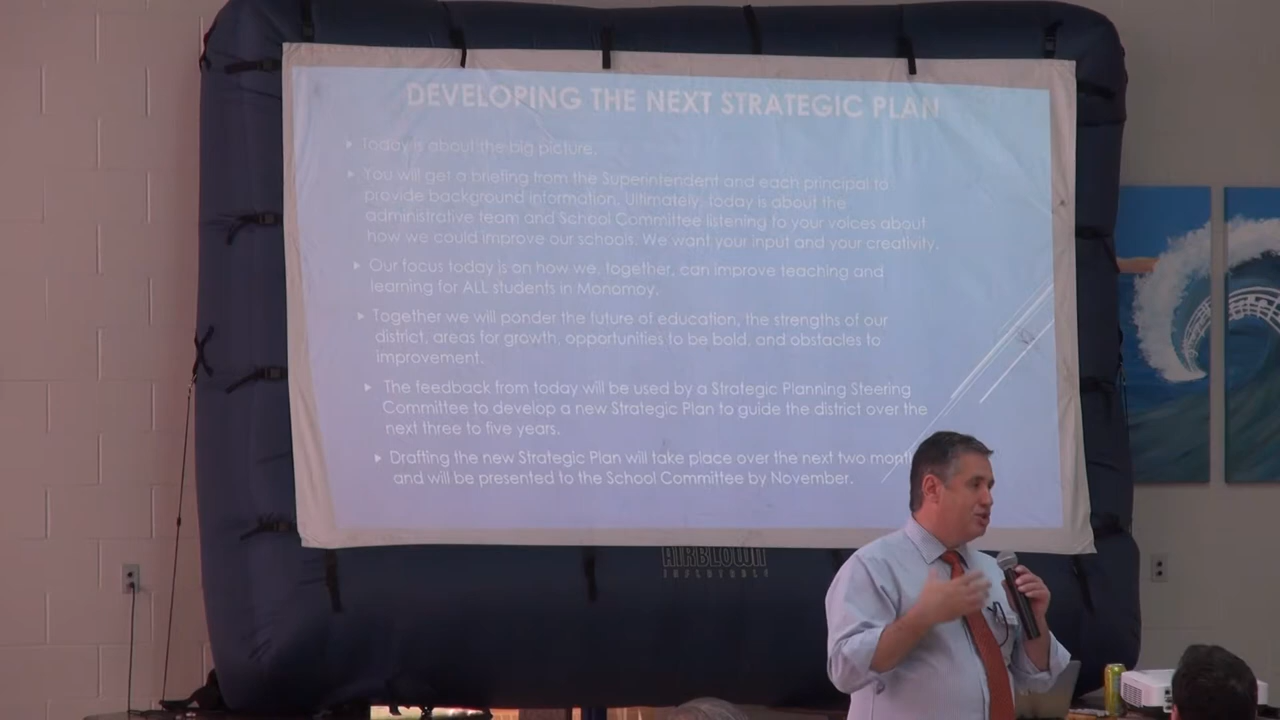 DEVELOPING THE NEXT STRATEGIC PLAN
Today is about the big picture.
You will get a briefing from the Superintendent and each principal to
provide background information. Ultimately, today is about the
administrative team and School Committee listening to your voices about
how we could improve our schools. We want your input and your creativity.
Our focus today is on how we, together, can improve teaching and
learning for ALL students in Monomoy.
Together we will ponder the future of education, the strengths of our
district, areas for growth, opportunities to be bold, and obstacles to
improvement.
The feedback from today will be used by a Strategic Planning Steering
Committee to develop a new Strategic Plan to guide the district over the
next three to five years.
Drafting the new Strategic Plan will take place over the next two mont
and will be presented to the School Committee by November.
AIRBLOWN
INFLATABLE